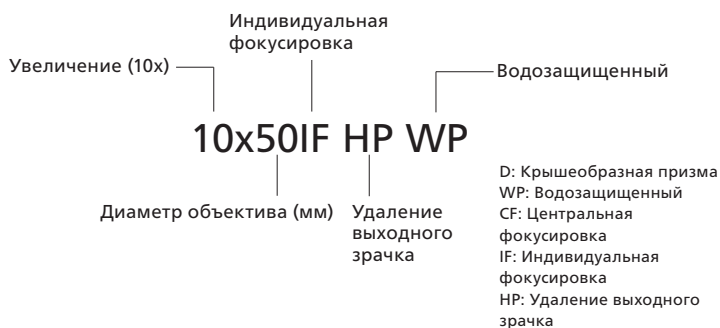 Индивидуальная
фокусировка
Увеличение (10x)
Водозащищенный
10x50IF HP WP
Диаметр объектива (мм)
Удаление
выходного
зрачка
D: Крышеобразная призма
WP: Водозащищенный
CF: Центральная
фокусировка
IF: Индивидуальная
фокусировка
HP: Удаление выходного
зрачка